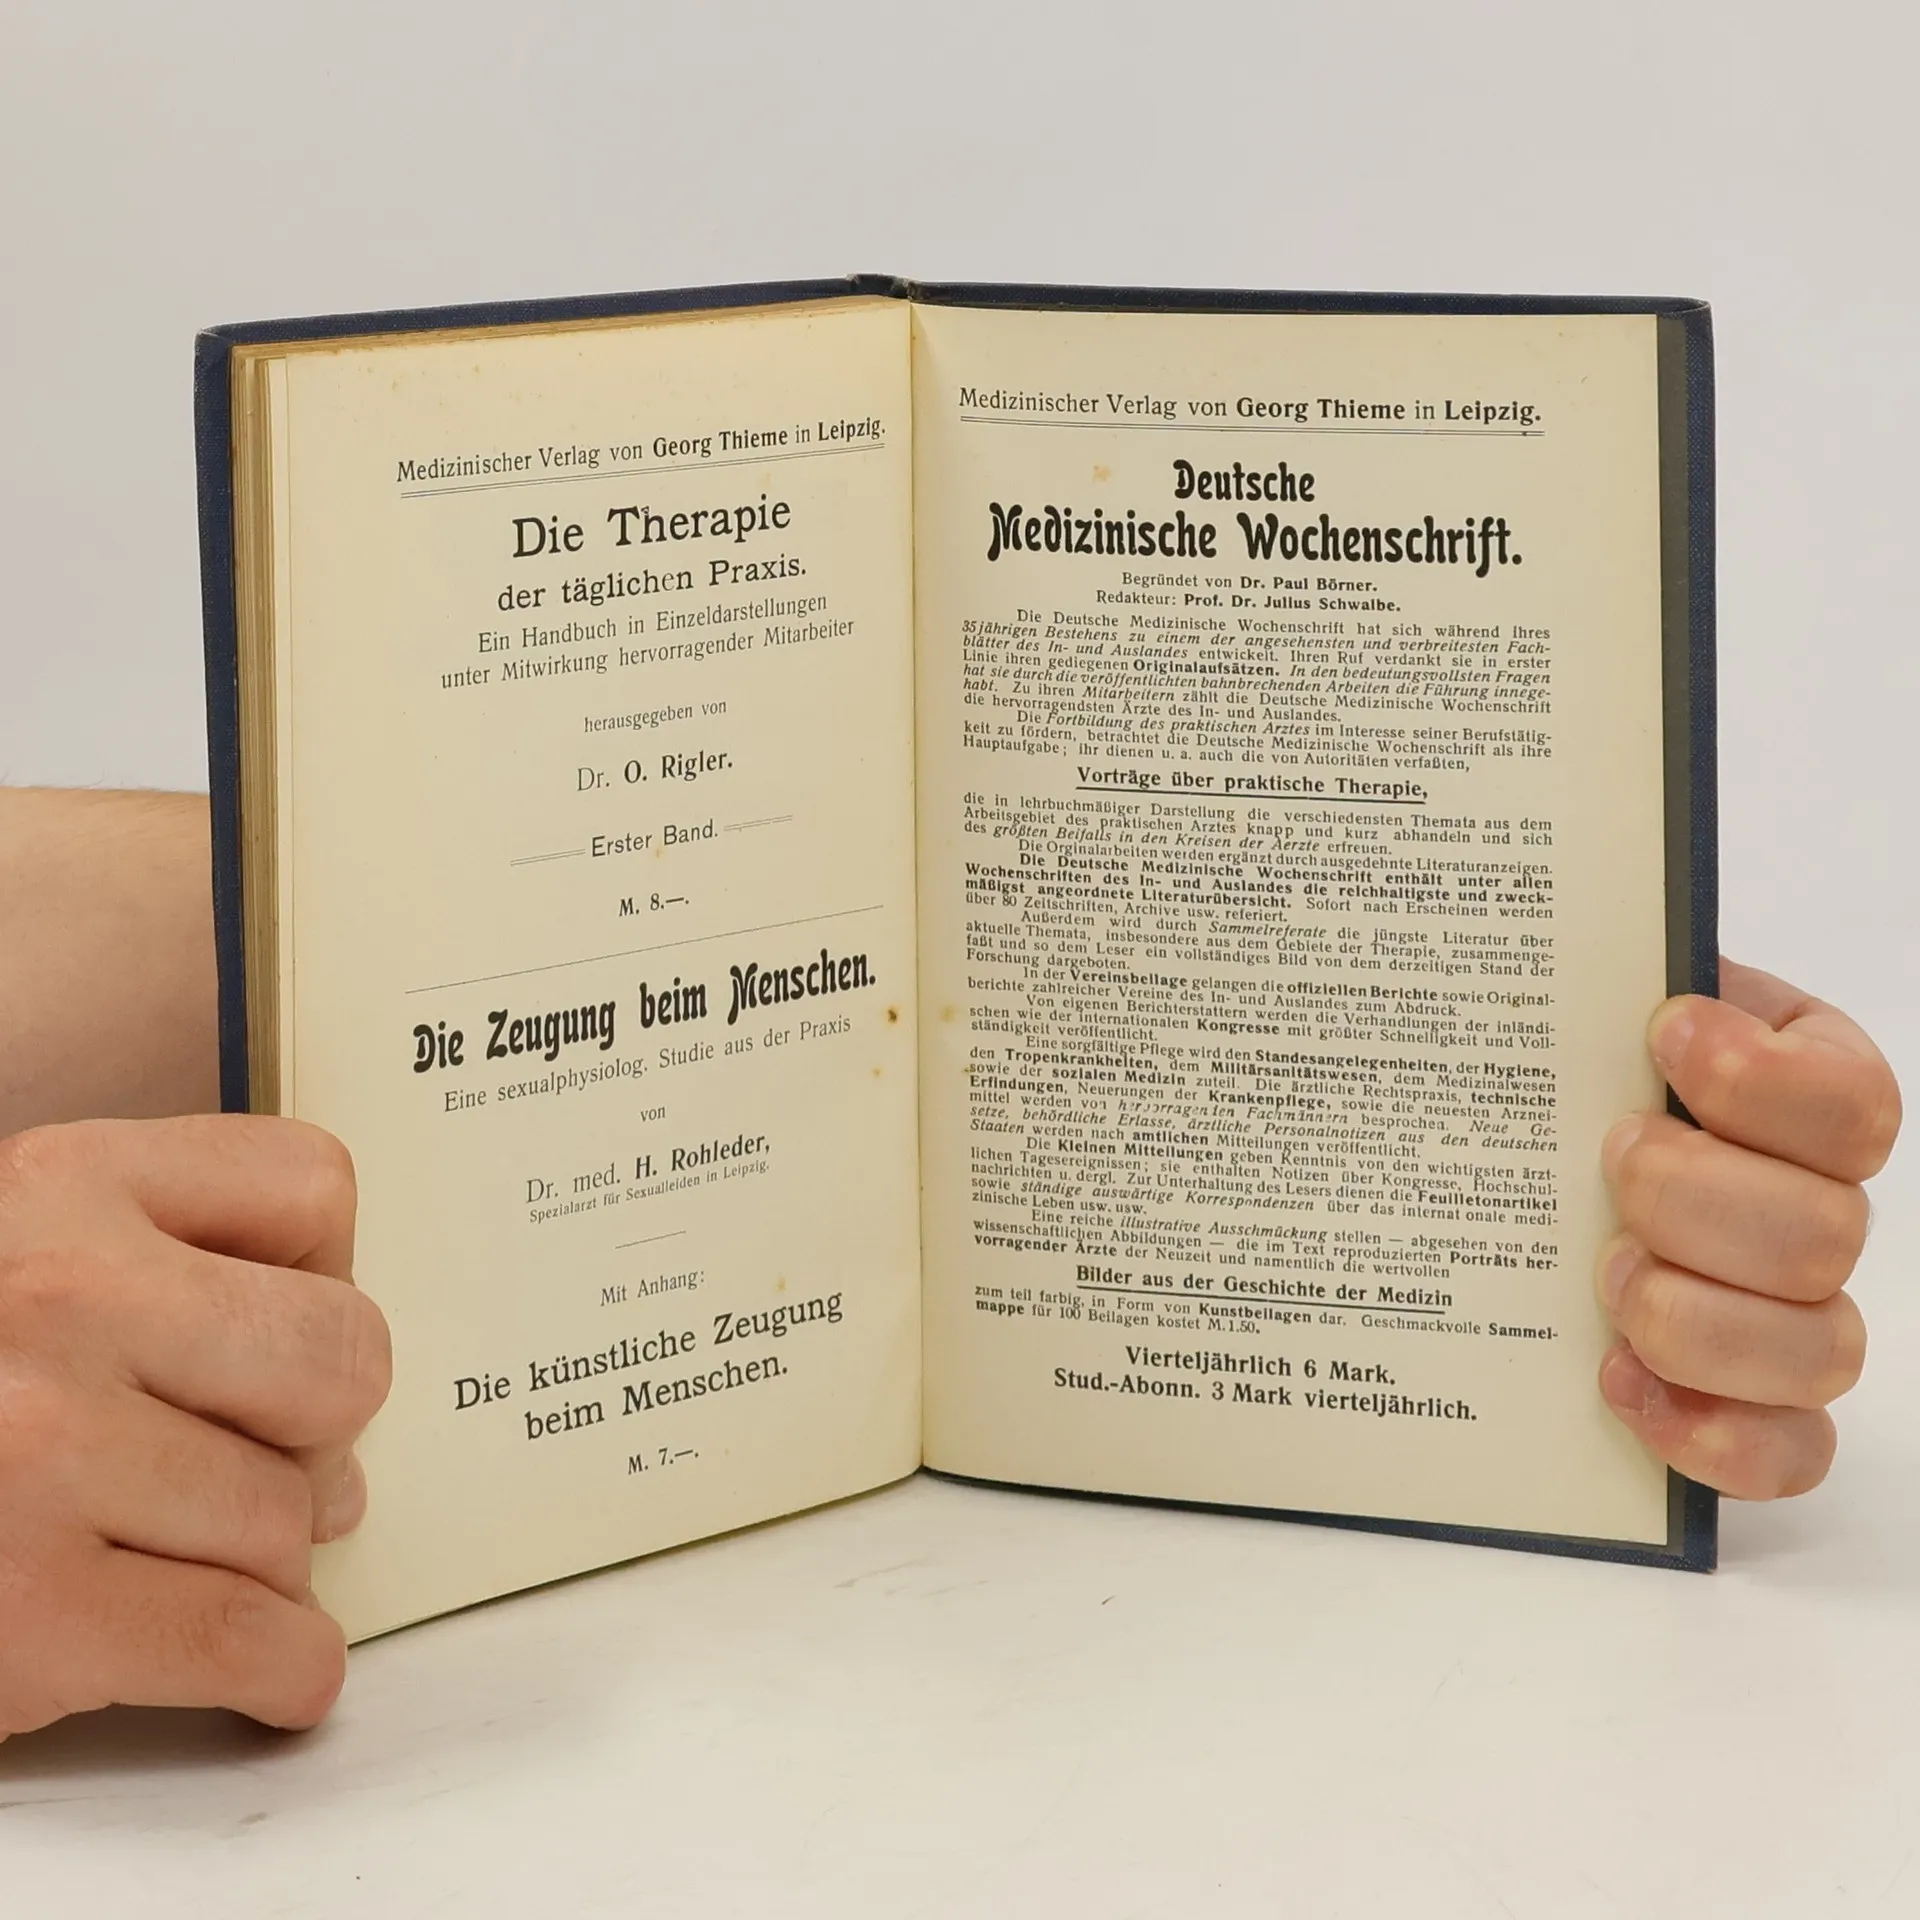 Medizinischer Verlag von Georg Thieme in Leipzig.
Die Therapie
der täglichen Praxis.
Ein Handbuch in Einzeldarstellungen
unter Mitwirkung hervorragender Mitarbeiter
herausgegeben von
Dr. O. Rigler.
Erster Band.
M. 8.—.
Die Zeugung beim Menschen.
Eine sexualphysiolog. Studie aus der Praxis
von
Dr. med. H. Rohleder,
Spezialarzt für Sexualleiden in Leipzig.
Mit Anhang:
Die künstliche Zeugung
beim Menschen.
M. 7.—.
Medizinischer Verlag von Georg Thieme in Leipzig.
Deutsche
Medizinische Wochenschrift.
Begründet von Dr. Paul Börner.
Redakteur: Prof. Dr. Julius Schwalbe.
Die Deutsche Medizinische Wochenschrift hat sich während Ihres
35jährigen Bestehens zu einem der angesehensten und verbreitesten Fach-
blätter des In- und Auslandes entwickelt. Ihren Ruf verdankt sie in erster
Linie ihren gediegenen Originalaufsätzen. In den bedeutungsvollsten Fragen
hat sie durch die veröffentlichten bahnbrechenden Arbeiten die Führung innege-
habt. Zu ihren Mitarbeitern zählt die Deutsche Medizinische Wochenschrift
die hervorragendsten Ärzte des In- und Auslandes.
Die Fortbildung des praktischen Arztes im Interesse seiner Berufstätig-
keit zu fördern, betrachtet die Deutsche Medizinische Wochenschrift als ihre
Hauptaufgabe; ihr dienen u. a. auch die von Autoritäten verfaßten,
Vorträge über praktische Therapie,
die in lehrbuchmäßiger Darstellung die verschiedensten Themata aus dem
Arbeitsgebiet des praktischen Arztes knapp und kurz abhandeln und sich
des größten Beifalls in den Kreisen der Aerzte erfreuen.
Die Orginalarbeiten werden ergänzt durch ausgedehnte Literaturanzeigen.
Die Deutsche Medizinische Wochenschrift enthält unter allen
Wochenschriften des In- und Auslandes die reichhaltigste und zweck-
mäßigst angeordnete Literaturübersicht. Sofort nach Erscheinen werden
über 80 Zeitschriften, Archive usw. referiert.
Außerdem wird durch Sammelreferate die jüngste Literatur über
aktuelle Themata, insbesondere aus dem Gebiete der Therapie, zusammenge-
faßt und so dem Leser ein vollständiges Bild von dem derzeitigen Stand der
Forschung dargeboten.
In der Vereinsbeilage gelangen die offiziellen Berichte sowie Original-
berichte zahlreicher Vereine des In- und Auslandes zum Abdruck.
Von eigenen Berichterstattern werden die Verhandlungen der inländi-
schen wie der internationalen Kongresse mit größter Schnelligkeit und Voll-
ständigkeit veröffentlicht.
Eine sorgfältige Pflege wird den Standesangelegenheiten, der Hygiene,
den Tropenkrankheiten, dem Militärsanitätswesen, dem Medizinalwesen
sowie der sozialen Medizin zuteil. Die ärztliche Rechtspraxis, technische
Erfindungen, Neuerungen der Krankenpflege, sowie die neuesten Arznei-
mittel werden von hervorragenden Fachmännern besprochen. Neue Ge-
setze, behördliche Erlasse, ärztliche Personalnotizen aus den deutschen
Staaten werden nach amtlichen Mitteilungen veröffentlicht.
Die Kleinen Mitteilungen geben Kenntnis von den wichtigsten ärzt-
lichen Tagesereignissen; sie enthalten Notizen über Kongresse, Hochschul-
nachrichten u. dergl. Zur Unterhaltung des Lesers dienen die Feuilletonartikel
sowie ständige auswärtige Korrespondenzen über das internat onale medi-
zinische Leben usw. usw.
Eine reiche illustrative Ausschmückung stellen — abgesehen von den
wissenschaftlichen Abbildungen — die im Text reproduzierten Porträts her-
vorragender Ärzte der Neuzeit und namentlich die wertvollen
Bilder aus der Geschichte der Medizin
zum teil farbig, in Form von Kunstbeilagen dar. Geschmackvolle Sammel-
mappe für 100 Beilagen kostet M. 1.50.
Vierteljährlich 6 Mark.
Stud.-Abonn. 3 Mark vierteljährlich.